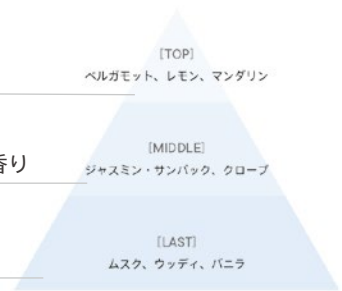 [TOP]
ベルガモット、レモン、マンダリン
香り
[MIDDLE]
ジャスミン・サンバック、クローブ
[LAST]
ムスク、ウッディ、バニラ